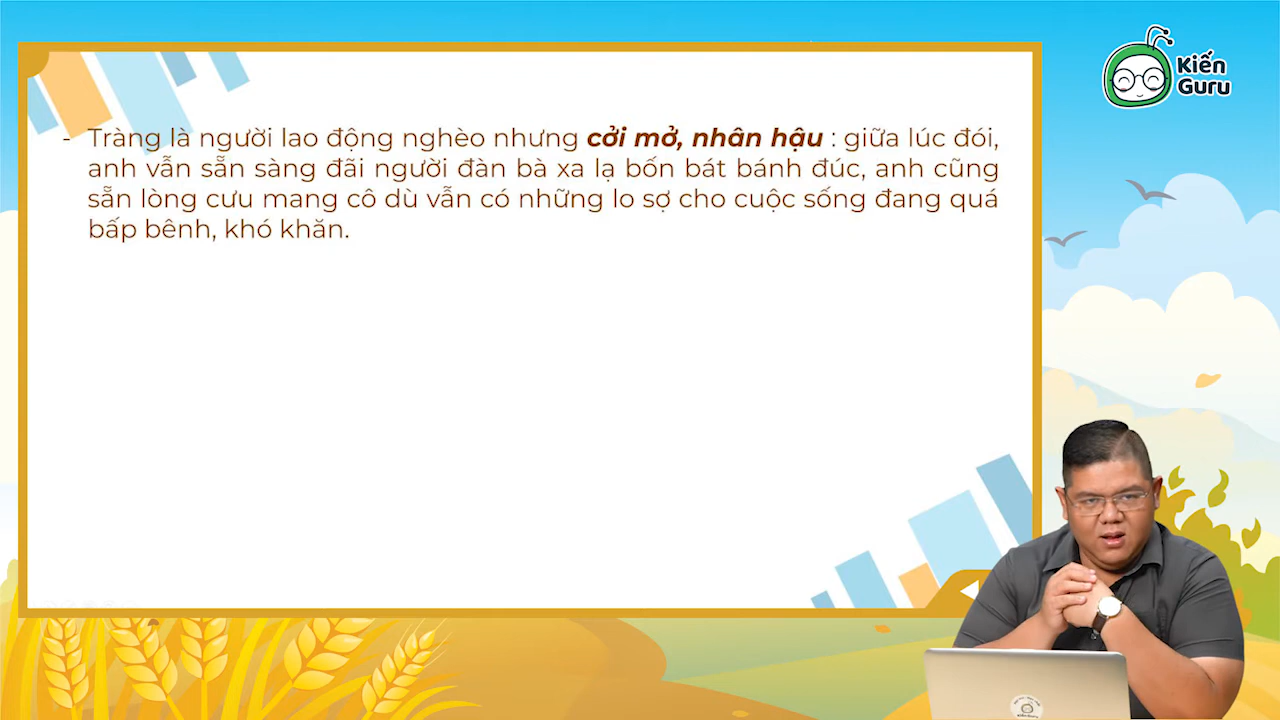 Kiến
Guru
- Tràng là người lao động nghèo nhưng cởi mở, nhân hậu : giữa lúc đói,
anh vẫn sẵn sàng đãi người đàn bà xa lạ bốn bát bánh đúc, anh cũng
sẵn lòng cưu mang cô dù vẫn có những lo sợ cho cuộc sống đang quá
bấp bênh, khó khăn.